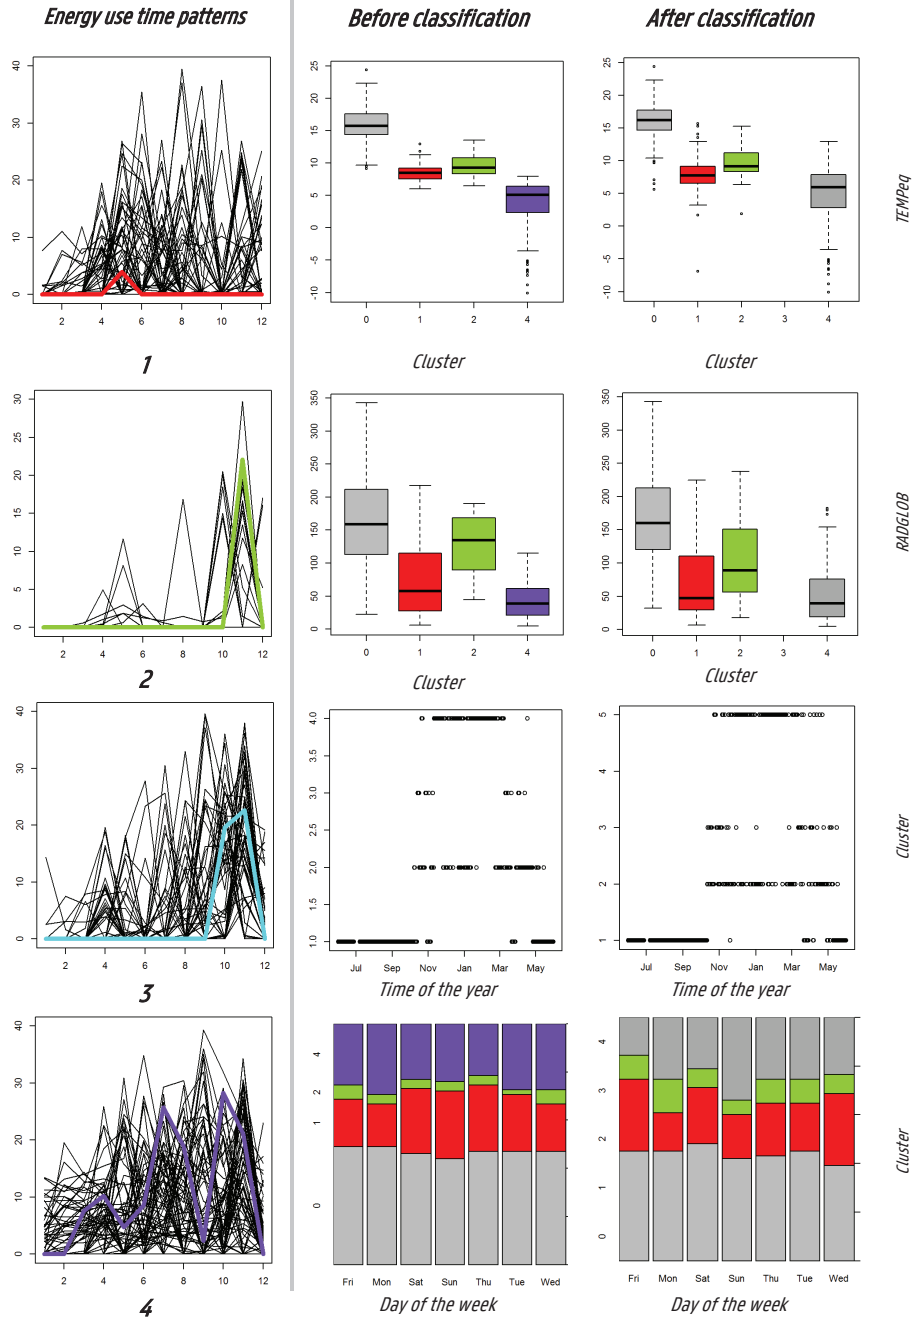 Energy use time patterns
Before classification
After classification
40
30
20
10
0
2 4 6 8 10 12
1
25
20
15
10
5
0
-5
-10
0 1 2 4
Cluster
25
20
15
10
5
0
-5
-10
0 1 2 3 4
Cluster
TEMPeq
30
25
20
15
10
5
0
2 4 6 8 10 12
2
350
300
250
200
150
100
50
0
0 1 2 4
Cluster
350
300
250
200
150
100
50
0
0 1 2 3 4
Cluster
RADGLOB
40
30
20
10
0
2 4 6 8 10 12
3
4.0
3.5
3.0
2.5
2.0
1.5
1.0
Jul Sep Nov Jan Mar May
Time of the year
5
4
3
2
1
Jul Sep Nov Jan Mar May
Time of the year
Cluster
40
30
20
10
0
2 4 6 8 10 12
4
4
2
1
0
Fri Mon Sat Sun Thu Tue Wed
Day of the week
4
3
2
1
0
Fri Mon Sat Sun Thu Tue Wed
Day of the week
Cluster